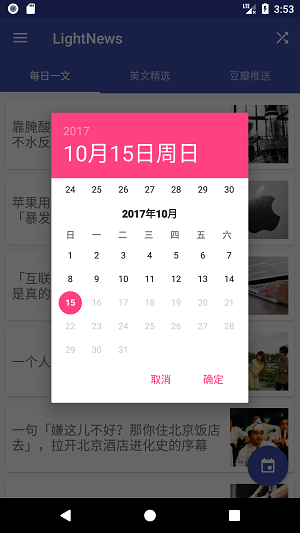 3:53
LightNews
每日一文
美文精选
豆瓣推送
2017
10月15日周日
24 25 26 27 28 29 30
2017年10月
日 一 二 三 四 五 六
1 2 3 4 5 6 7
8 9 10 11 12 13 14
15 16 17 18 19 20 21
22 23 24 25 26 27 28
29 30 31
取消 确定
靠腌酸
不水反
苹果用
「暴发
「互联
是真的
一个人
一句「嫌这儿不好？那你住北京饭店
去」，拉开北京酒店进化史的序幕